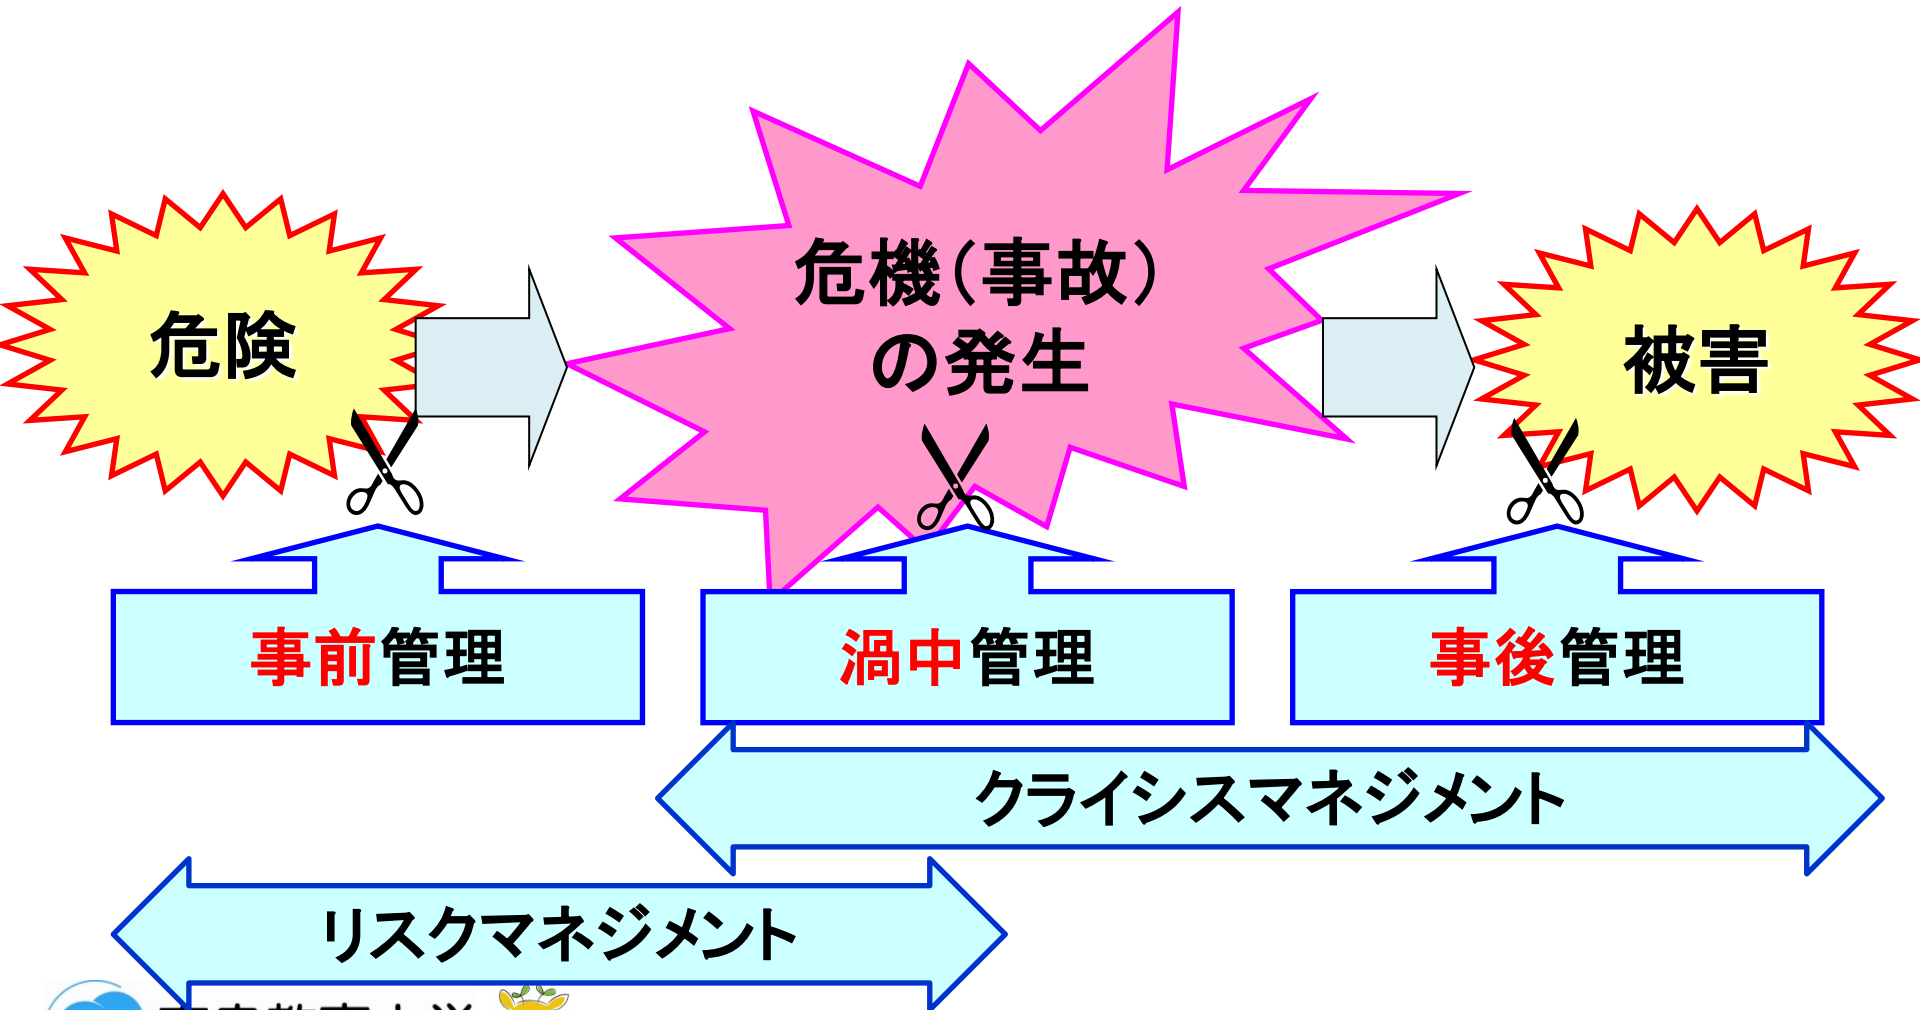 危険
危機（事故）
の発生
被害
事前管理
渦中管理
事後管理
クライシスマネジメント
リスクマネジメント